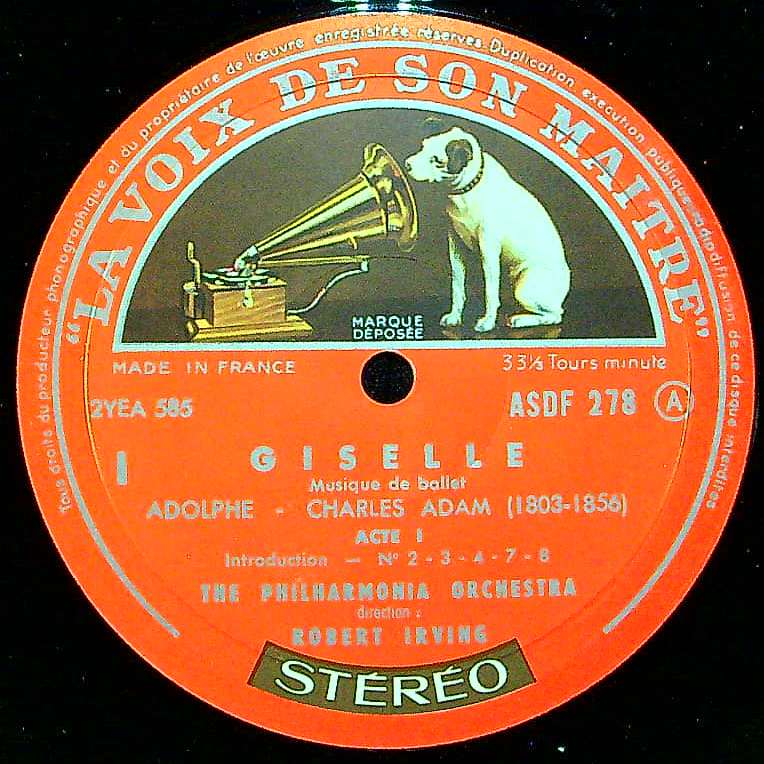 Tous droits du producteur phonographique et du propriétaire de l'œuvre enregistrée réservés. Duplication exécution publique radiodiffusion de ce disque interdites
"LA VOIX DE SON MAITRE"
MARQUE
DÉPOSÉE
MADE IN FRANCE
33⅓ Tours minute
2YEA 585
ASDF 278 A
I
GISELLE
Musique de ballet
ADOLPHE - CHARLES ADAM (1803-1856)
ACTE I
Introduction — Nº 2 - 3 - 4 - 7 - 8
THE PHILHARMONIA ORCHESTRA
direction :
ROBERT IRVING
STÉRÉO